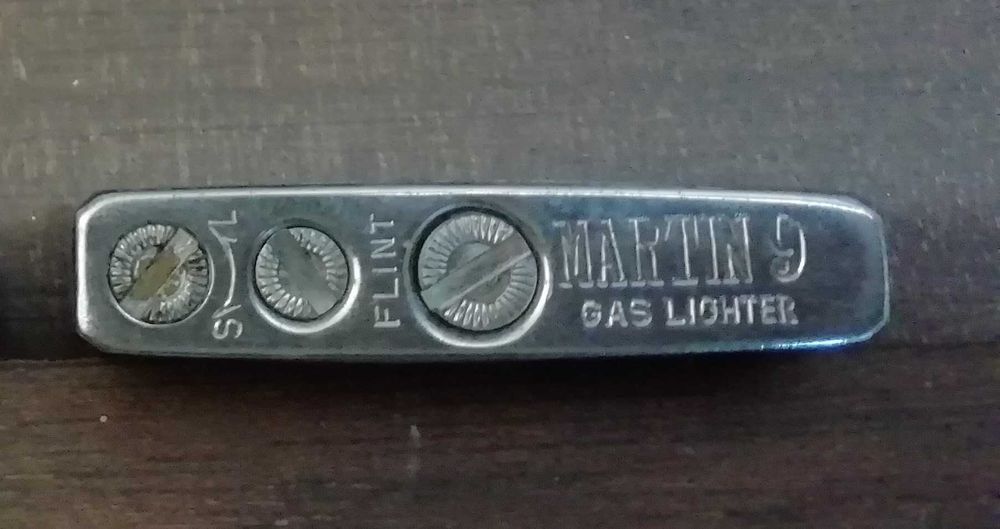 S L
FLINT
MARTIN 9
GAS LIGHTER